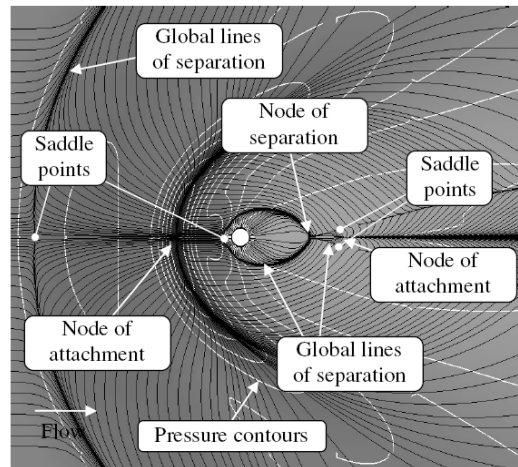 Global lines
of separation
Node of
separation
Saddle
points
Saddle
points
Node of
attachment
Node of
attachment
Global lines
of separation
Flow
Pressure contours